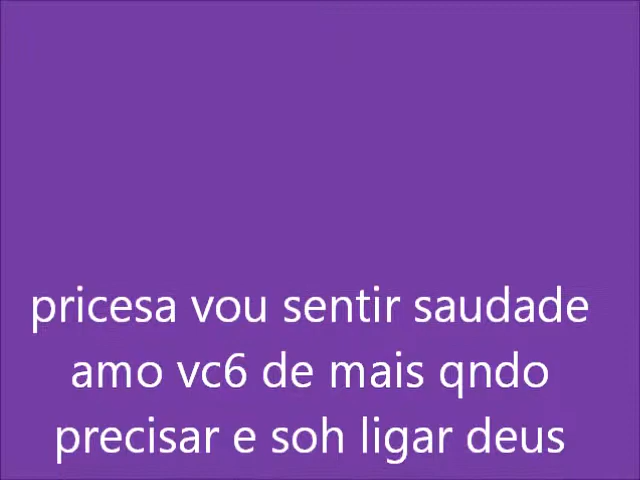 pricesa vou sentir saudade
amo vc6 de mais qndo
precisar e soh ligar deus